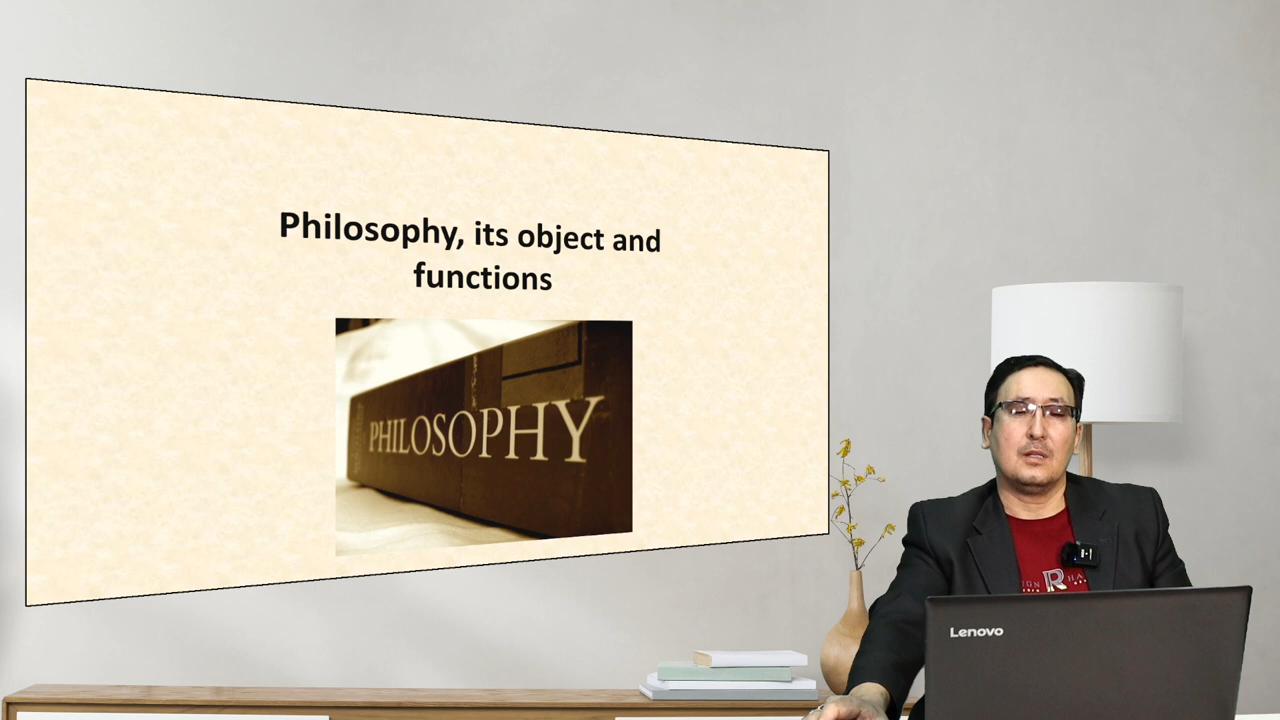 Philosophy, its object and
functions
PHILOSOPHY
R
Lenovo